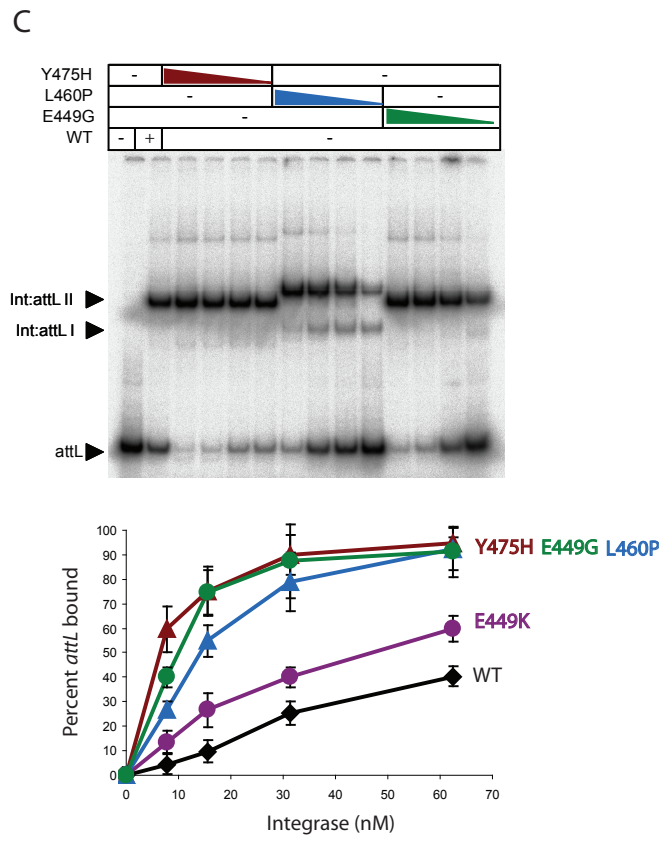 C
Y475H - -
L460P - -
E449G -
WT - + -
Int:attL II
Int:attL I
attL
100
90
80
70
60
50
40
30
20
10
0
Percent attL bound
Y475H E449G L460P
E449K
WT
0 10 20 30 40 50 60 70
Integrase (nM)